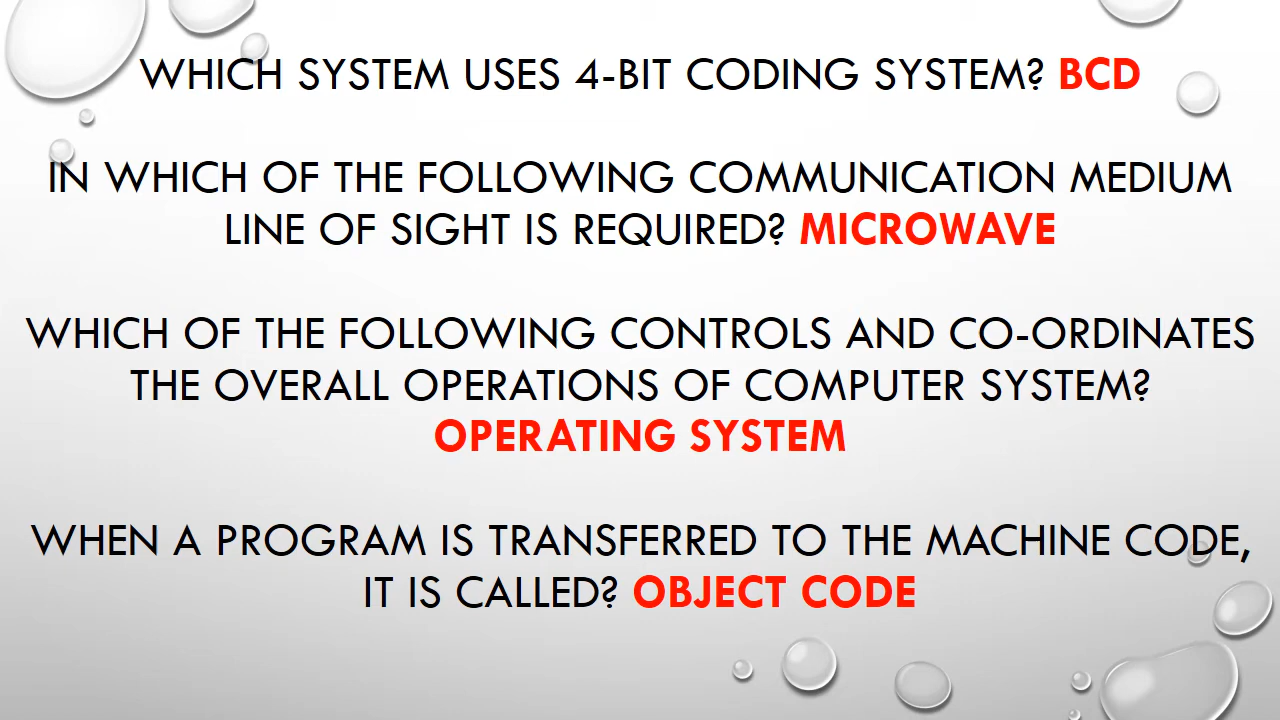 WHICH SYSTEM USES 4-BIT CODING SYSTEM? BCD
IN WHICH OF THE FOLLOWING COMMUNICATION MEDIUM
LINE OF SIGHT IS REQUIRED? MICROWAVE
WHICH OF THE FOLLOWING CONTROLS AND CO-ORDINATES
THE OVERALL OPERATIONS OF COMPUTER SYSTEM?
OPERATING SYSTEM
WHEN A PROGRAM IS TRANSFERRED TO THE MACHINE CODE,
IT IS CALLED? OBJECT CODE